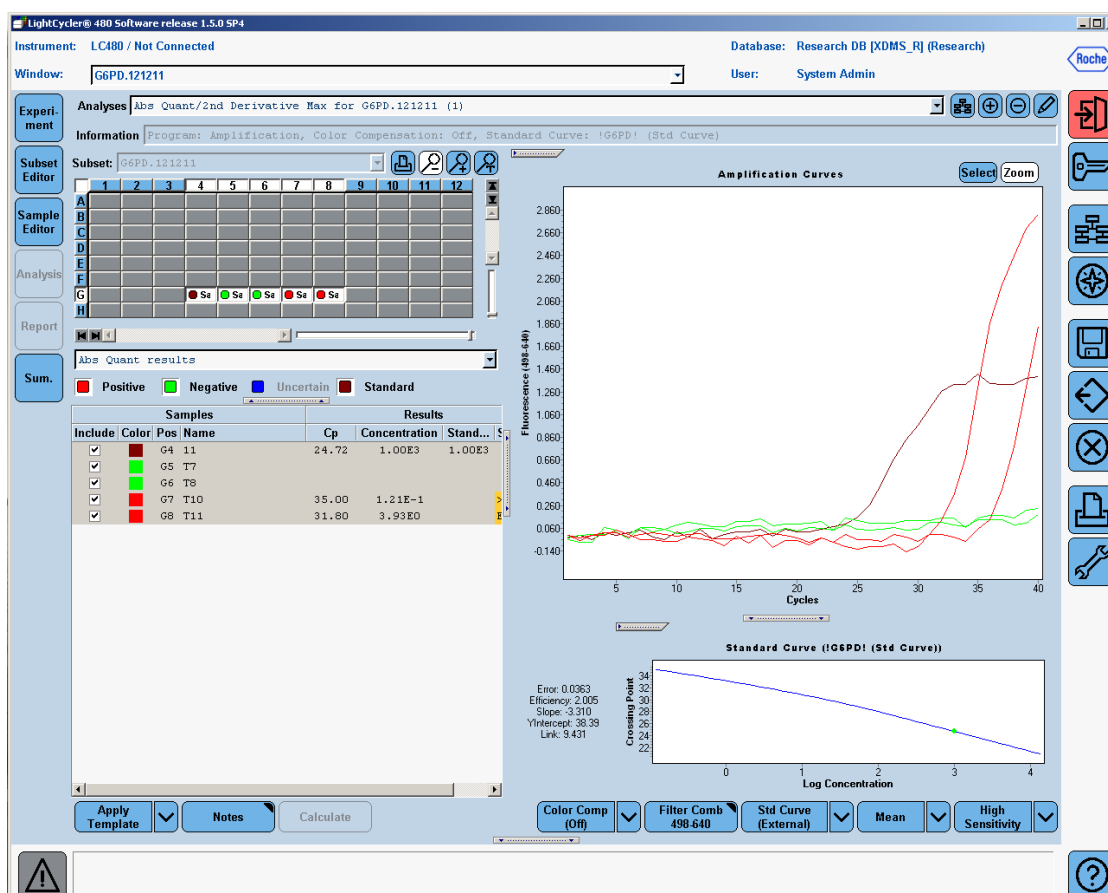 LightCycler® 480 Software release 1.5.0 SP4
Instrument: LC480 / Not Connected Database: Research DB [XDMS_R] (Research)
Window: G6PD.121211 User: System Admin
Roche
Experi-
ment
Analyses Abs Quant/2nd Derivative Max for G6PD.121211 (1)
Information Program: Amplification, Color Compensation: Off, Standard Curve: !G6PD! (Std Curve)
Subset
Editor
Subset: G6PD.121211
1 2 3 4 5 6 7 8 9 10 11 12
A
B
C
D
E
F
G Sa Sa Sa Sa Sa
H
Sample
Editor
Analysis
Report
Sum.
Abs Quant results
Positive Negative Uncertain Standard
Samples Results
Include Color Pos Name Cp Concentration Stand... S
G4 11 24.72 1.00E3 1.00E3
G5 T7
G6 T8
G7 T10 35.00 1.21E-1 >
G8 T11 31.80 3.93E0 E
Amplification Curves
Select Zoom
Fluorescence (498-640)
2.860
2.660
2.460
2.260
2.060
1.860
1.660
1.460
1.260
1.060
0.860
0.660
0.460
0.260
0.060
-0.140
5 10 15 20 25 30 35 40
Cycles
Standard Curve (!G6PD! (Std Curve))
Error: 0.0363
Efficiency: 2.005
Slope: -3.310
YIntercept: 38.39
Link: 9.431
Crossing Point
34
32
30
28
26
24
22
0 1 2 3 4
Log Concentration
Apply
Template
Notes
Calculate
Color Comp
(Off)
Filter Comb
498-640
Std Curve
(External)
Mean
High
Sensitivity